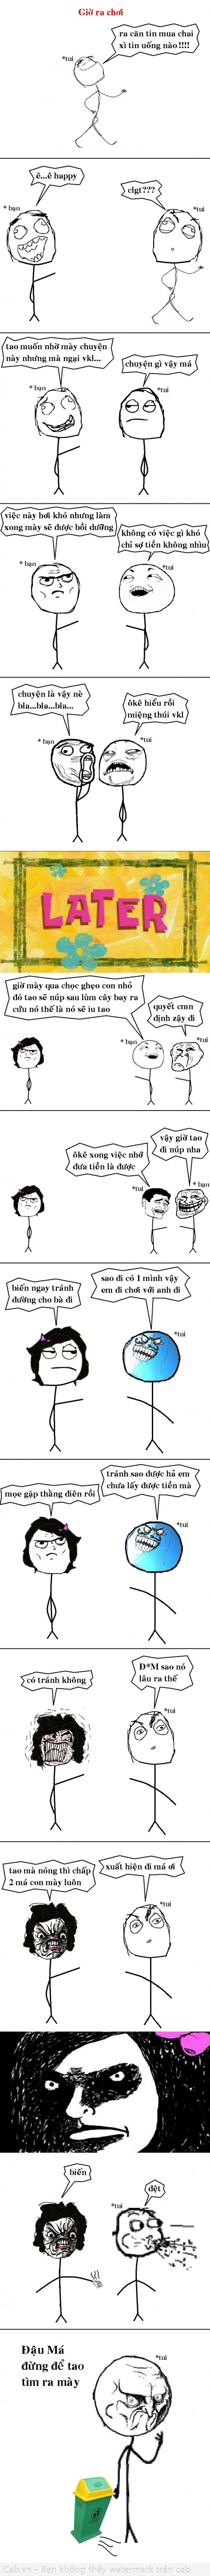 Giờ ra chơi
ra căn tin mua chai
xì tin uống nào !!!!
*tui
ê...ê happy
* bạn
clgt???
*tui
tao muốn nhờ mày chuyện
này nhưng mà ngại vkl...
* bạn
chuyện gì vậy má
*tui
việc này hơi khó nhưng làm
xong mày sẽ được bồi dưỡng
* bạn
không có việc gì khó
chỉ sợ tiền không nhìu
*tui
chuyện là vậy nè
bla...bla...bla...
* bạn
ôkê hiểu rồi
miệng thúi vkl
*tui
LATER
giờ mày qua chọc ghẹo con nhỏ
đó tao sẽ núp sau lùm cây bay ra
cứu nó thế là nó sẽ iu tao
* bạn
quyết cmn
định zậy đi
*tui
ôkê xong việc nhớ
đưa tiền là được
*tui
vậy giờ tao
đi núp nha
* bạn
biến ngay tránh
đường cho bà đi
sao đi có 1 mình vậy
em đi chơi với anh đi
*tui
mọe gặp thằng điên rồi
tránh sao được hả em
chưa lấy được tiền mà
*tui
có tránh không
Đ*M sao nó
lâu ra thế
*tui
tao mà nóng thì chấp
2 má con mày luôn
xuất hiện đi má ơi
*tui
biến
*tui
đệt
Đậu Má
đừng để tao
tìm ra mày
*tui
Cab.vn - Bạn không thấy watermark trên cab